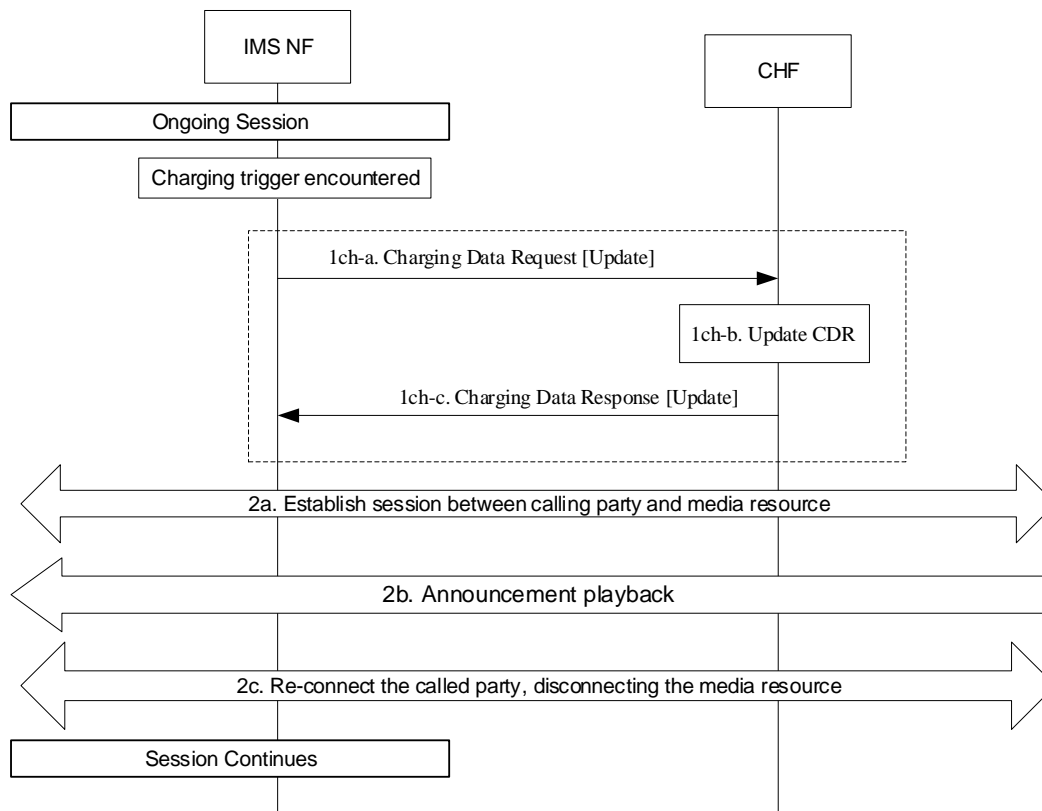 IMS NF
CHF
Ongoing Session
Charging trigger encountered
1ch-a. Charging Data Request [Update]
1ch-b. Update CDR
1ch-c. Charging Data Response [Update]
2a. Establish session between calling party and media resource
2b. Announcement playback
2c. Re-connect the called party, disconnecting the media resource
Session Continues